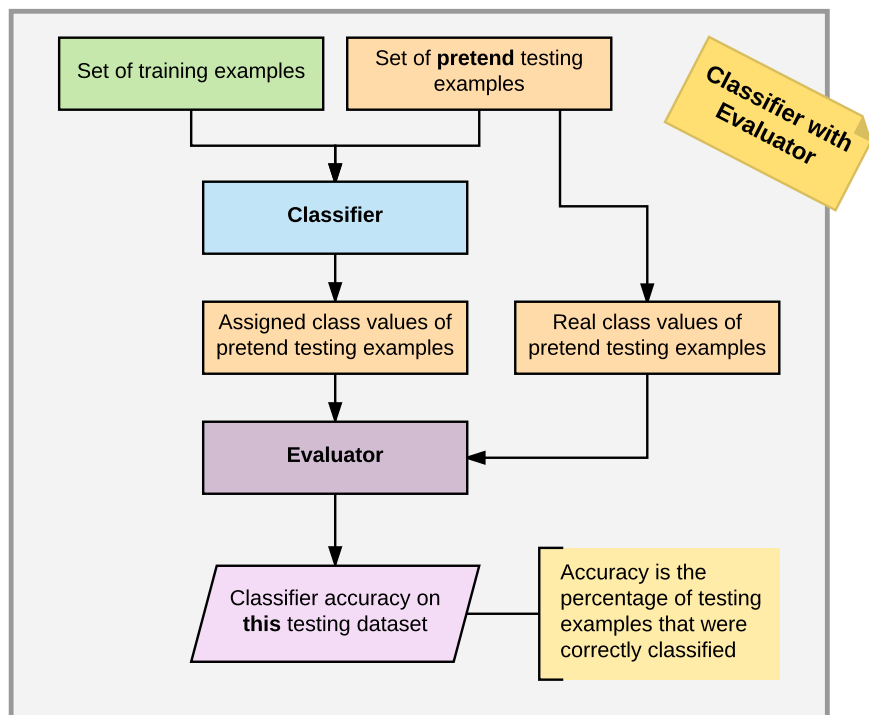 Set of training examples
Set of pretend testing
examples
Classifier with
Evaluator
Classifier
Assigned class values of
pretend testing examples
Real class values of
pretend testing examples
Evaluator
Classifier accuracy on
this testing dataset
Accuracy is the
percentage of testing
examples that were
correctly classified